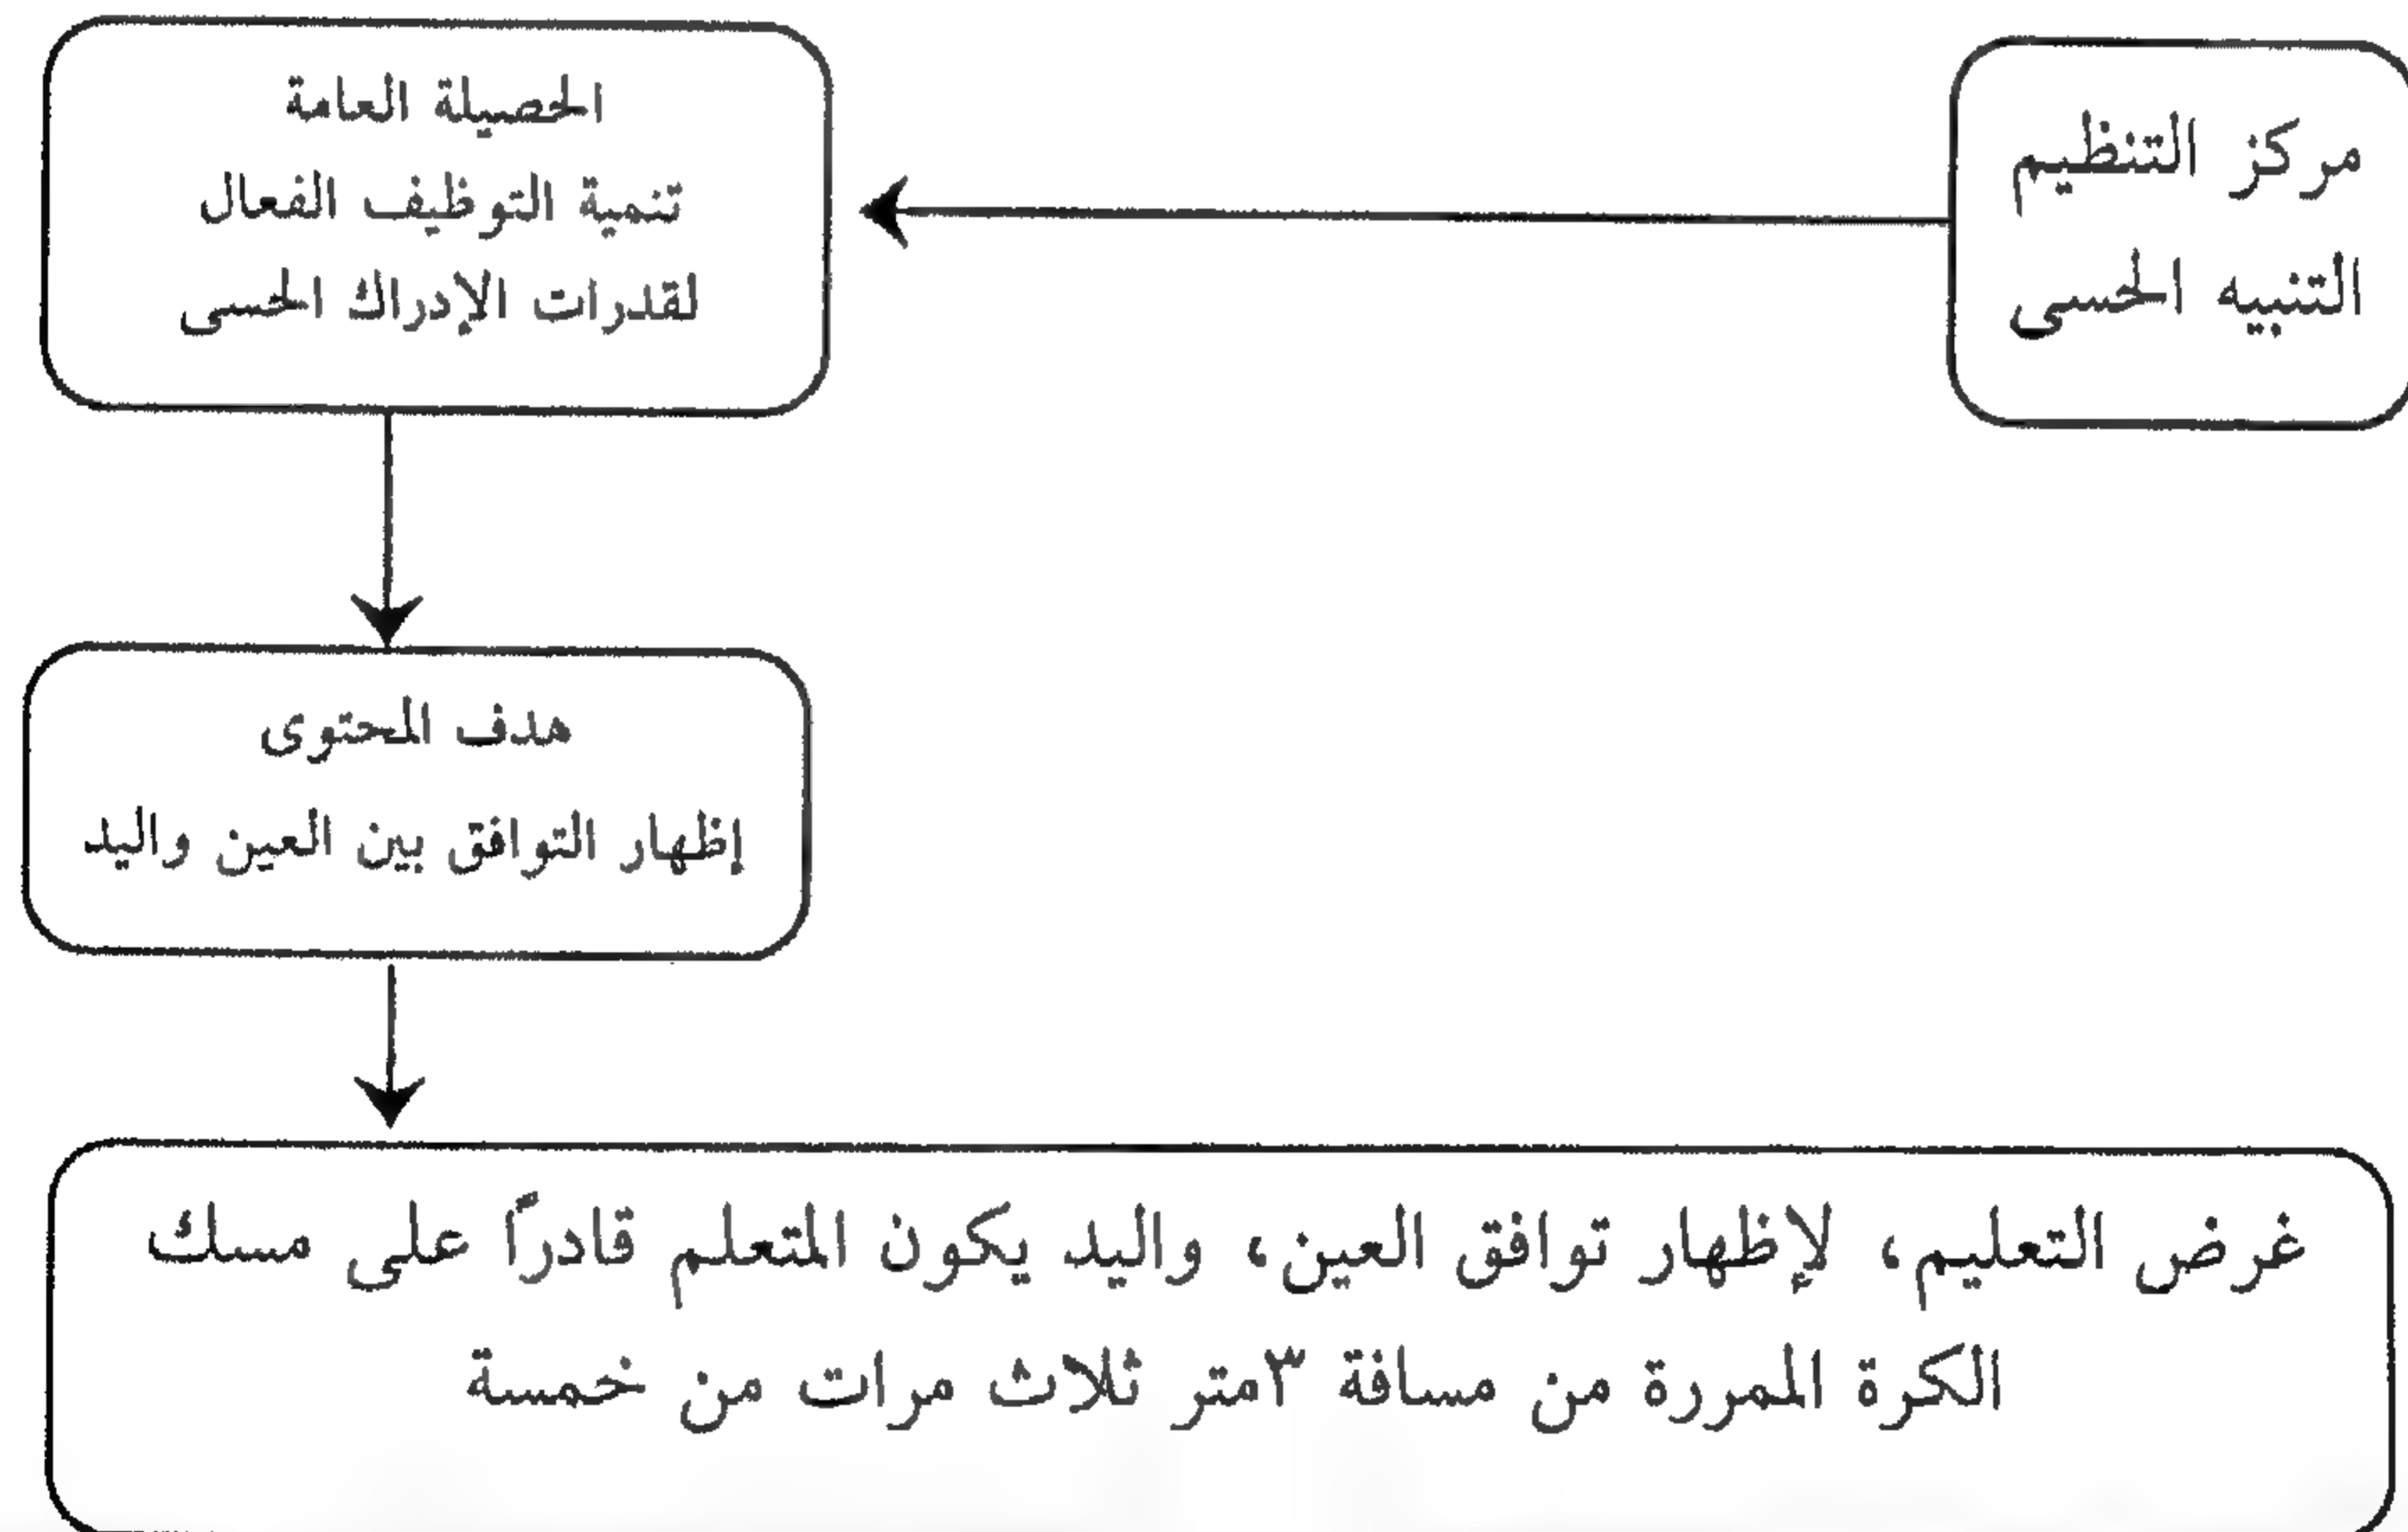 مركز التنظيم
التنبيه الحسى
الحصيلة العامة
تنمية التوظيف الفعال
لقدرات الإدراك الحسى
هدف المحتوى
إظهار التوافق بين العين واليد
غرض التعليم، لإظهار توافق العين، واليد يكون المتعلم قادراً على مسك
الكرة الممررة من مسافة ٣متر ثلاث مرات من خمسة